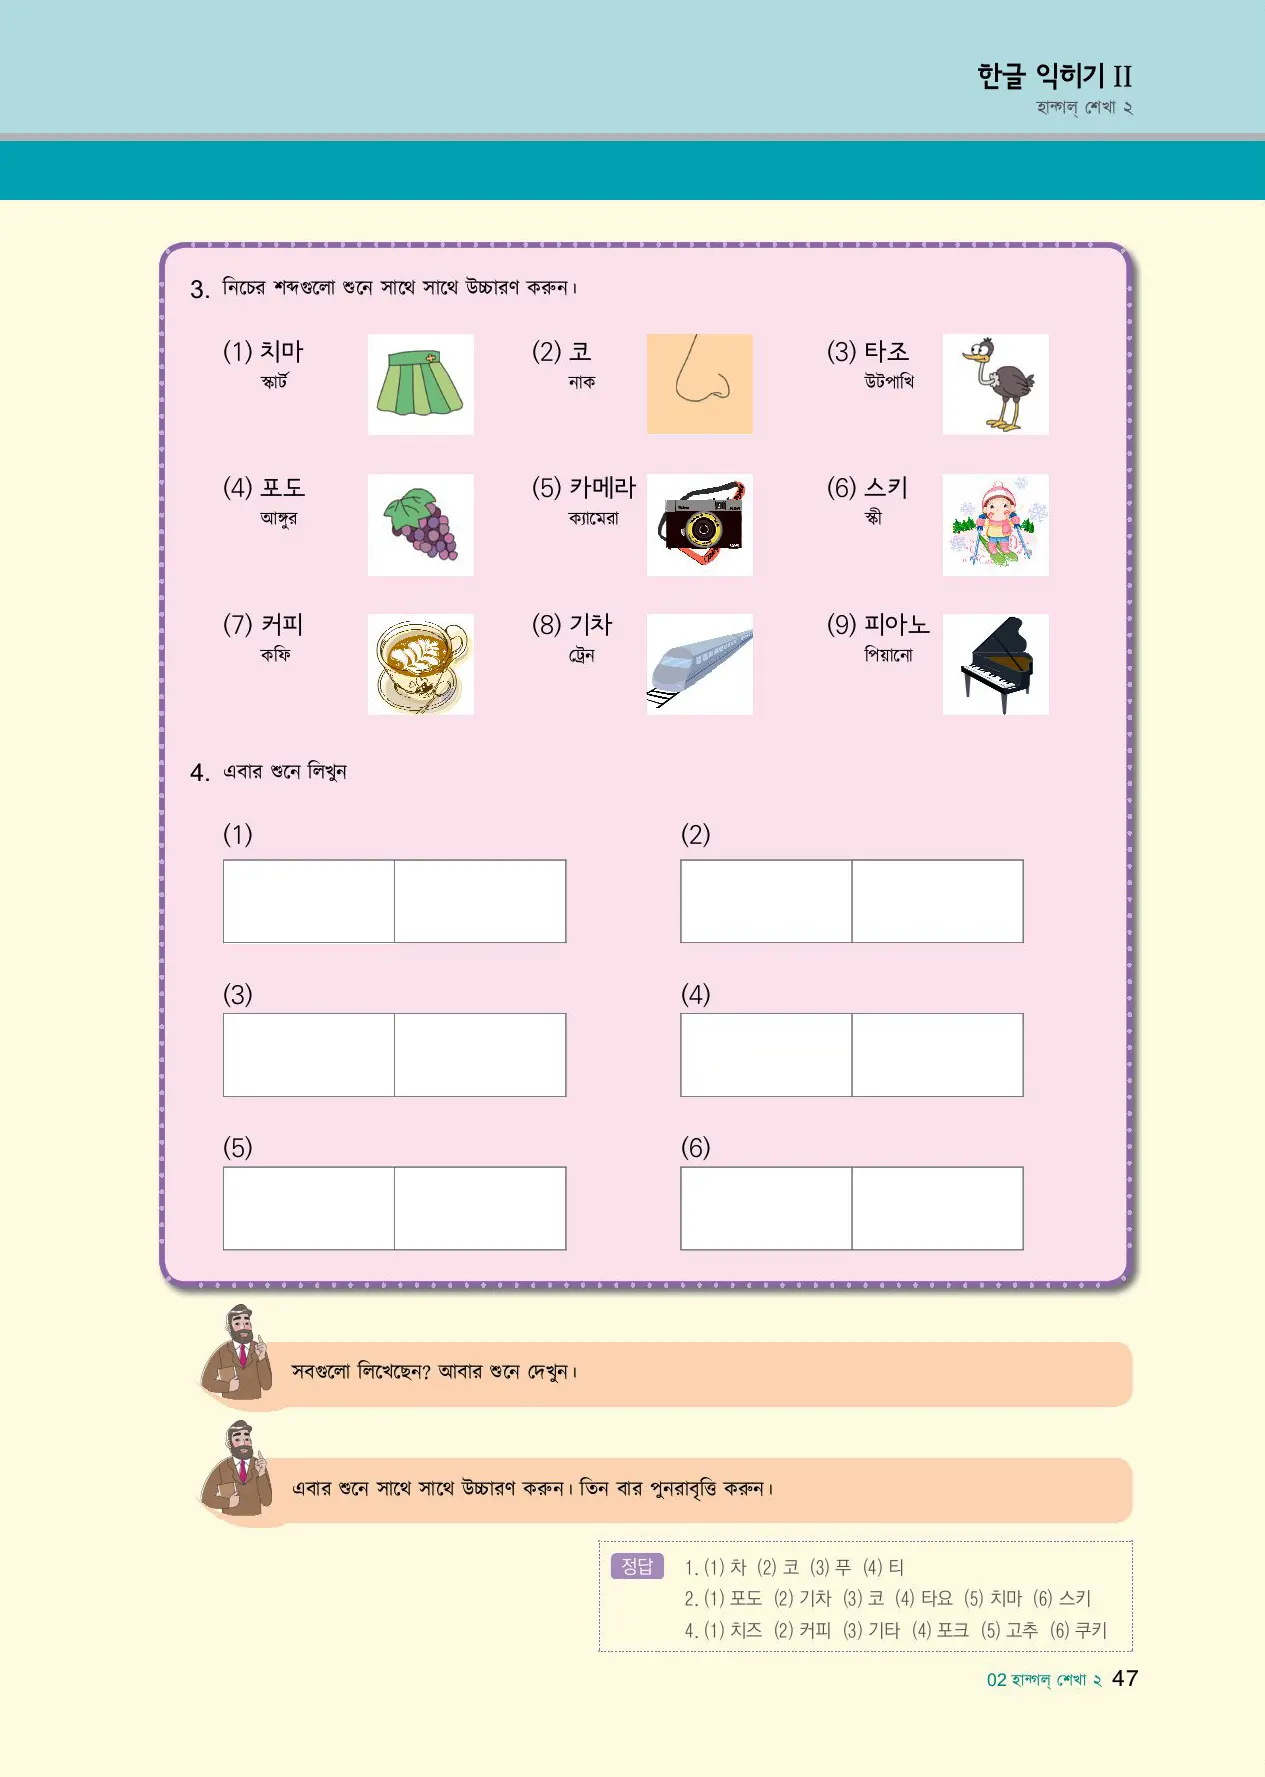 한글 익히기 II
হান্গল্ শেখা ২
3. নিচের শব্দগুলো শুনে সাথে সাথে উচ্চারণ করুন।
(1) 치마 (2) 코 (3) 타조
স্কার্ট নাক উটপাখি
(4) 포도 (5) 카메라 (6) 스키
আঙ্গুর ক্যামেরা স্কী
(7) 커피 (8) 기차 (9) 피아노
কফি ট্রেন পিয়ানো
4. এবার শুনে লিখুন
(1) (2)
(3) (4)
(5) (6)
সবগুলো লিখেছেন? আবার শুনে দেখুন।
এবার শুনে সাথে সাথে উচ্চারণ করুন। তিন বার পুনরাবৃত্তি করুন।
정답 1. (1) 차 (2) 코 (3) 푸 (4) 티
2. (1) 포도 (2) 기차 (3) 코 (4) 타요 (5) 치마 (6) 스키
4. (1) 치즈 (2) 커피 (3) 기타 (4) 포크 (5) 고추 (6) 쿠키
02 হান্গল্ শেখা ২ 47